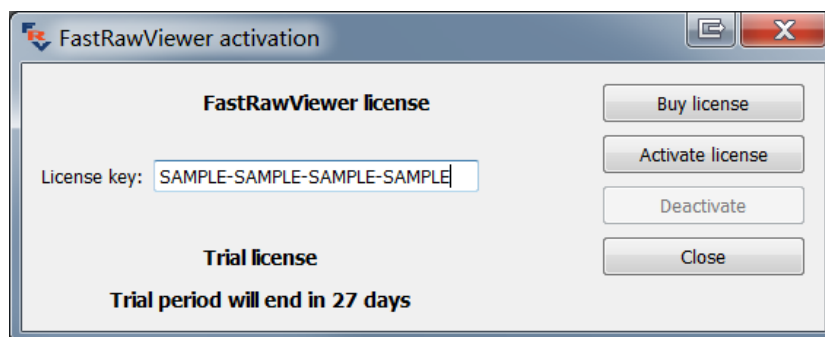 FastRawViewer activation
FastRawViewer license
Buy license
License key: SAMPLE-SAMPLE-SAMPLE-SAMPLE
Activate license
Deactivate
Trial license
Close
Trial period will end in 27 days